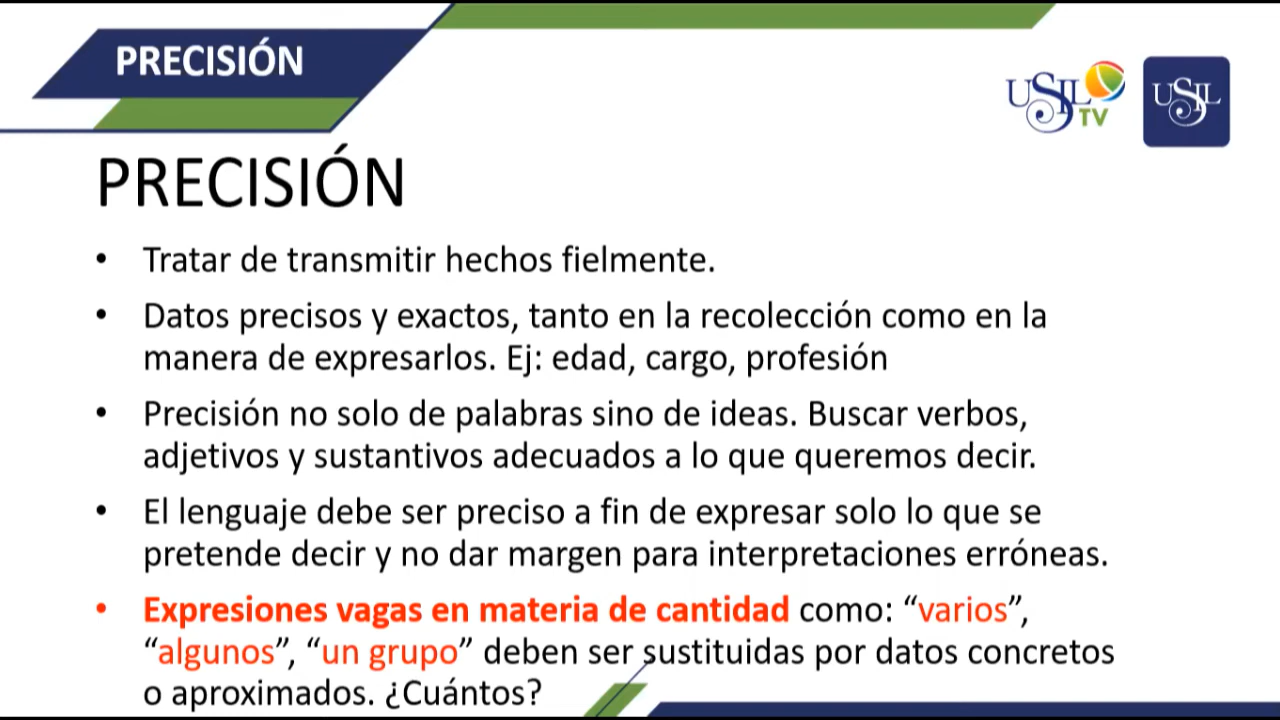 PRECISIÓN
USIL
TV
USIL
PRECISIÓN
• Tratar de transmitir hechos fielmente.
• Datos precisos y exactos, tanto en la recolección como en la
manera de expresarlos. Ej: edad, cargo, profesión
• Precisión no solo de palabras sino de ideas. Buscar verbos,
adjetivos y sustantivos adecuados a lo que queremos decir.
• El lenguaje debe ser preciso a fin de expresar solo lo que se
pretende decir y no dar margen para interpretaciones erróneas.
• Expresiones vagas en materia de cantidad como: “varios”,
“algunos”, “un grupo” deben ser sustituidas por datos concretos
o aproximados. ¿Cuántos?